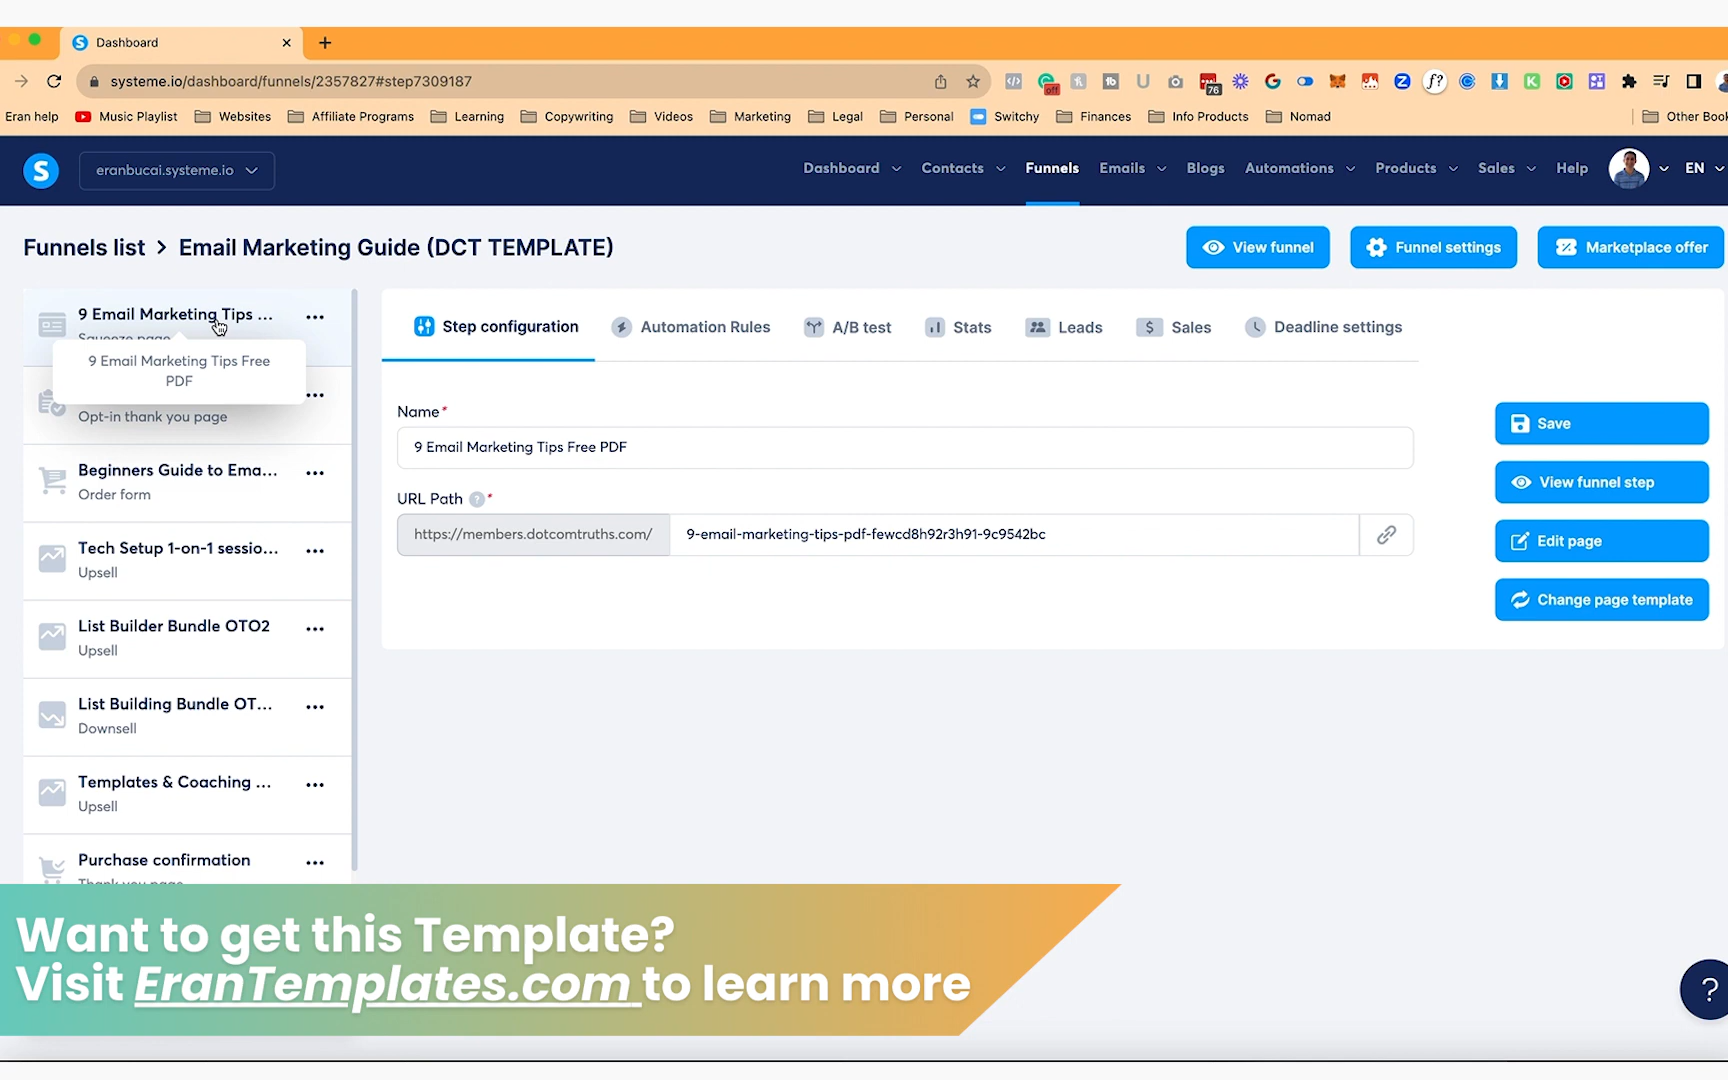 Dashboard
systeme.io/dashboard/funnels/2357827#step7309187
off
tb
U
76
G
Z
f?
K
Eran help
Music Playlist
Websites
Affiliate Programs
Learning
Copywriting
Videos
Marketing
Legal
Personal
Switchy
Finances
Info Products
Nomad
Other Book
S
eranbucai.systeme.io
Dashboard
Contacts
Funnels
Emails
Blogs
Automations
Products
Sales
Help
EN
Funnels list > Email Marketing Guide (DCT TEMPLATE)
View funnel
Funnel settings
Marketplace offer
9 Email Marketing Tips ...
Squeeze page
9 Email Marketing Tips Free
PDF
Opt-in thank you page
Beginners Guide to Ema...
Order form
Tech Setup 1-on-1 sessio...
Upsell
List Builder Bundle OTO2
Upsell
List Building Bundle OT...
Downsell
Templates & Coaching ...
Upsell
Purchase confirmation
Thank you page
Step configuration
Automation Rules
A/B test
Stats
Leads
$ Sales
Deadline settings
Name*
9 Email Marketing Tips Free PDF
URL Path ? *
https://members.dotcomtruths.com/
9-email-marketing-tips-pdf-fewcd8h92r3h91-9c9542bc
Save
View funnel step
Edit page
Change page template
Want to get this Template?
Visit EranTemplates.com to learn more
?